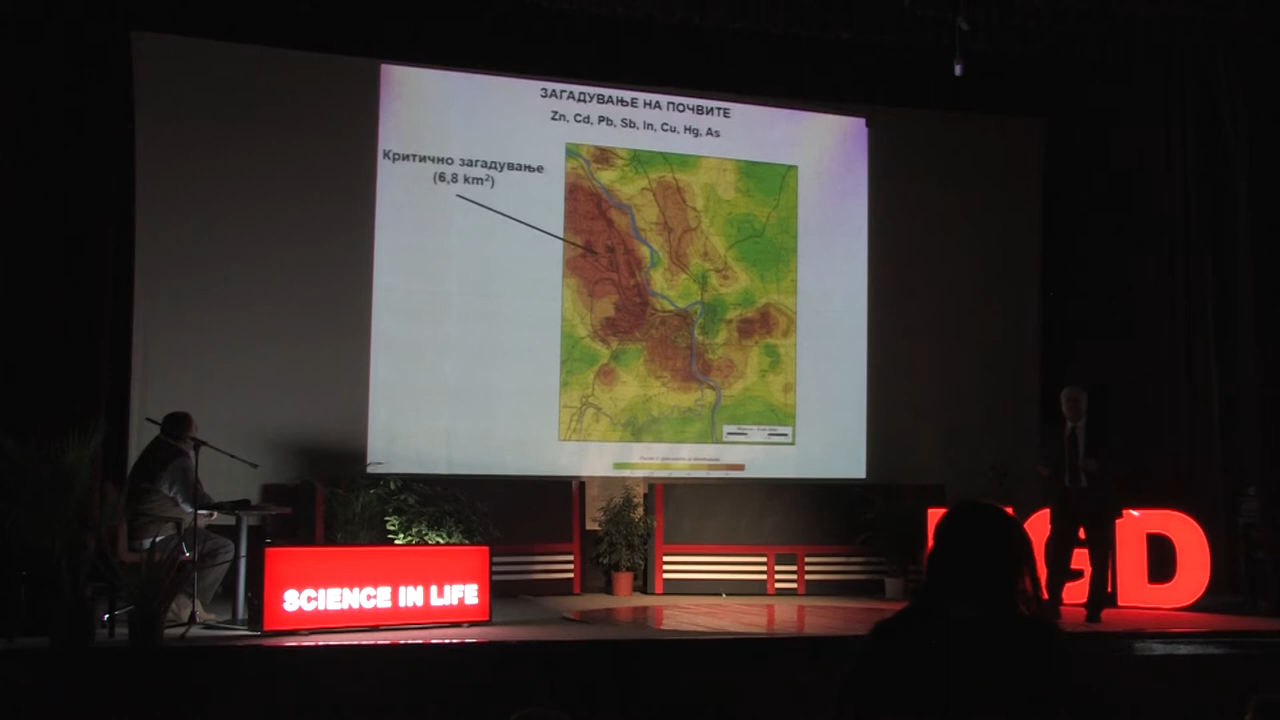 ЗАГАДУВАЊЕ НА ПОЧВИТЕ
Zn, Cd, Pb, Sb, In, Cu, Hg, As
Критично загадување
(6,8 km²)
SCIENCE IN LIFE